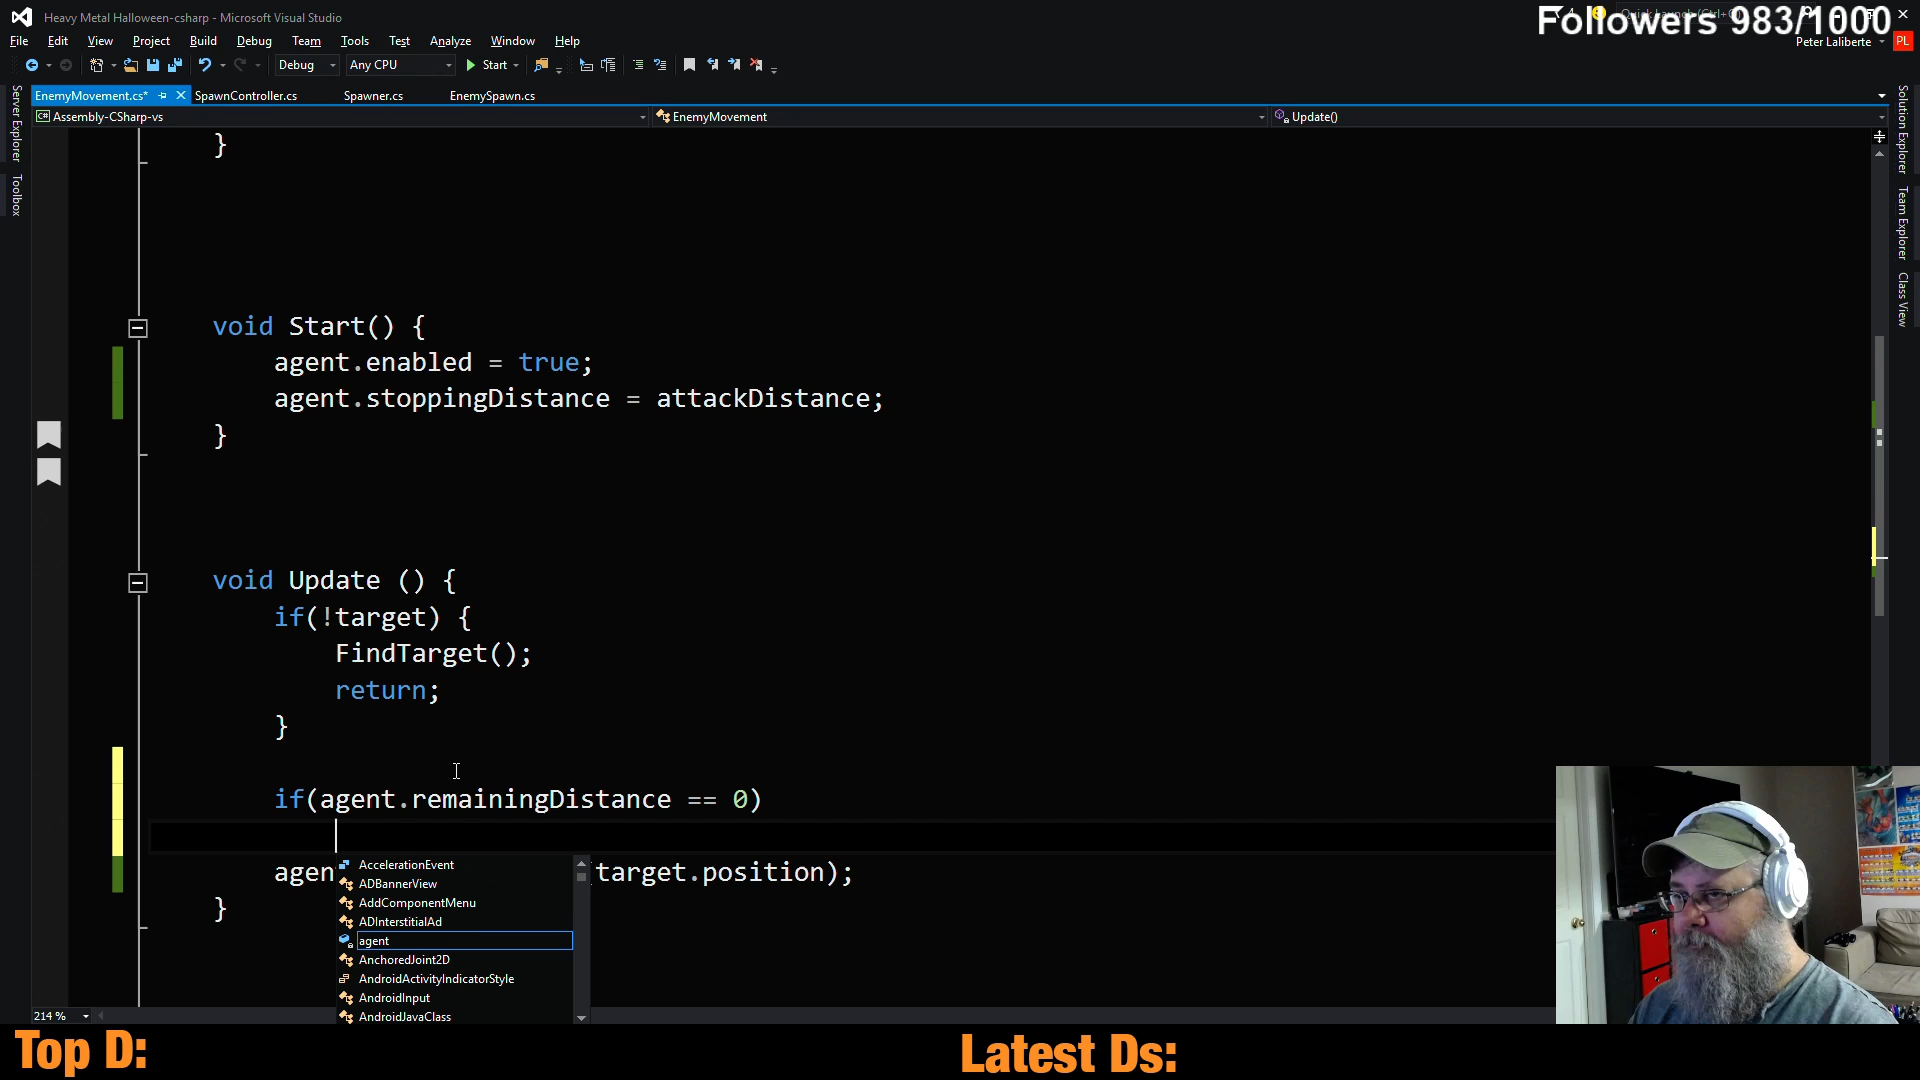 Heavy Metal Halloween-csharp - Microsoft Visual Studio
Followers 983/1000
File Edit View Project Build Debug Team Tools Test Analyze Window Help
Peter Laliberte PL
Debug Any CPU Start
EnemyMovement.cs* SpawnController.cs Spawner.cs EnemySpawn.cs
Assembly-CSharp-vs EnemyMovement Update()
Server Explorer
Toolbox
Solution Explorer
Team Explorer
Class View
}
void Start() {
agent.enabled = true;
agent.stoppingDistance = attackDistance;
}
void Update () {
if(!target) {
FindTarget();
return;
}
if(agent.remainingDistance == 0)
agen (target.position);
}
AccelerationEvent
ADBannerView
AddComponentMenu
ADInterstitialAd
agent
AnchoredJoint2D
AndroidActivityIndicatorStyle
AndroidInput
AndroidJavaClass
214 %
Top D:
Latest Ds: